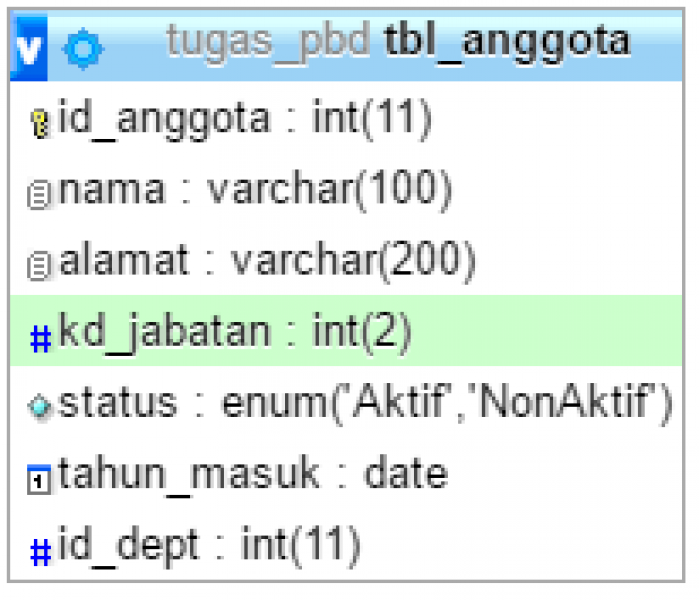 v tugas_pbd tbl_anggota
id_anggota : int(11)
nama : varchar(100)
alamat : varchar(200)
# kd_jabatan : int(2)
status : enum('Aktif','NonAktif')
1 tahun_masuk : date
# id_dept : int(11)